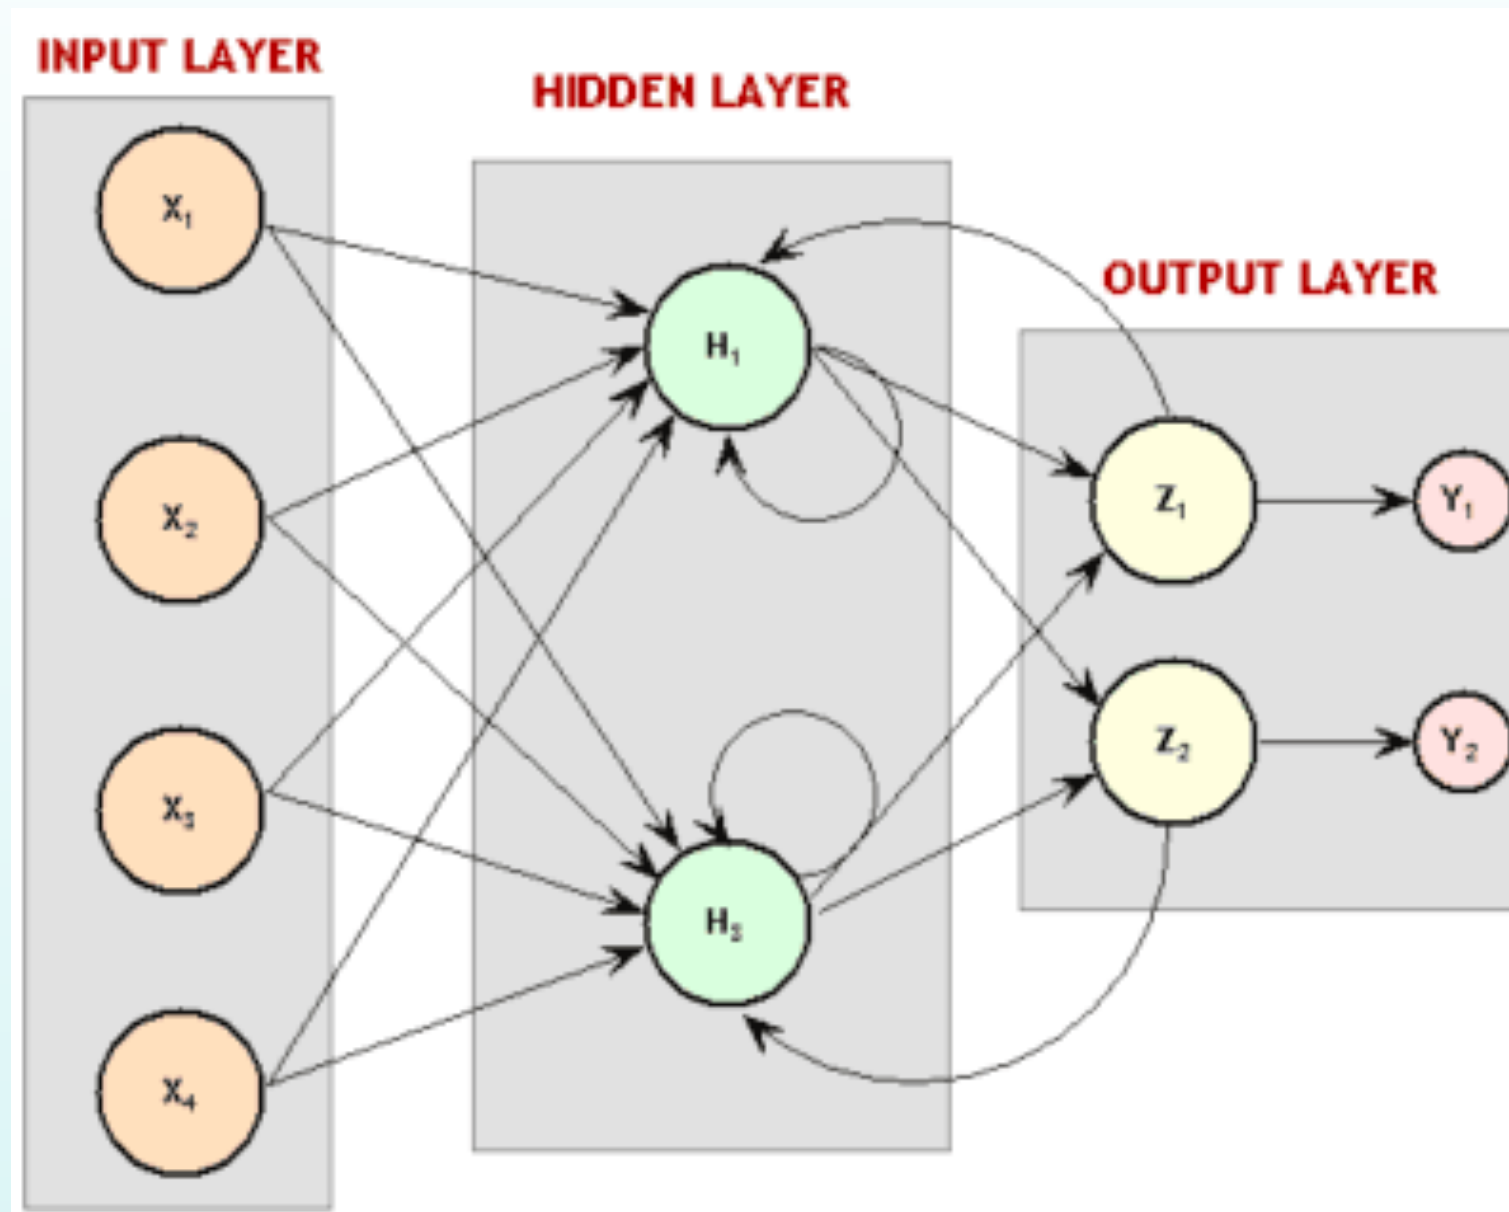 INPUT LAYER
HIDDEN LAYER
OUTPUT LAYER
X₁
X₂
X₃
X₄
H₁
H₂
Z₁
Z₂
Y₁
Y₂